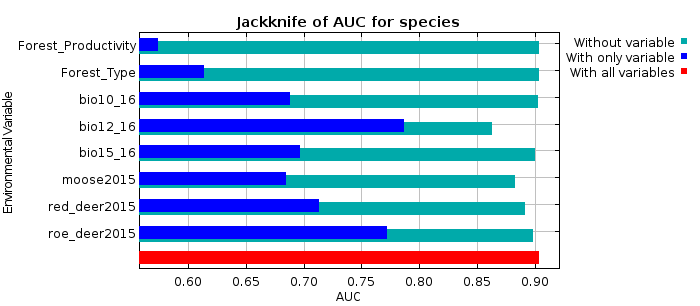 Jackknife of AUC for species
Environmental Variable
Forest_Productivity
Forest_Type
bio10_16
bio12_16
bio15_16
moose2015
red_deer2015
roe_deer2015
Without variable
With only variable
With all variables
0.60 0.65 0.70 0.75 0.80 0.85 0.90
AUC